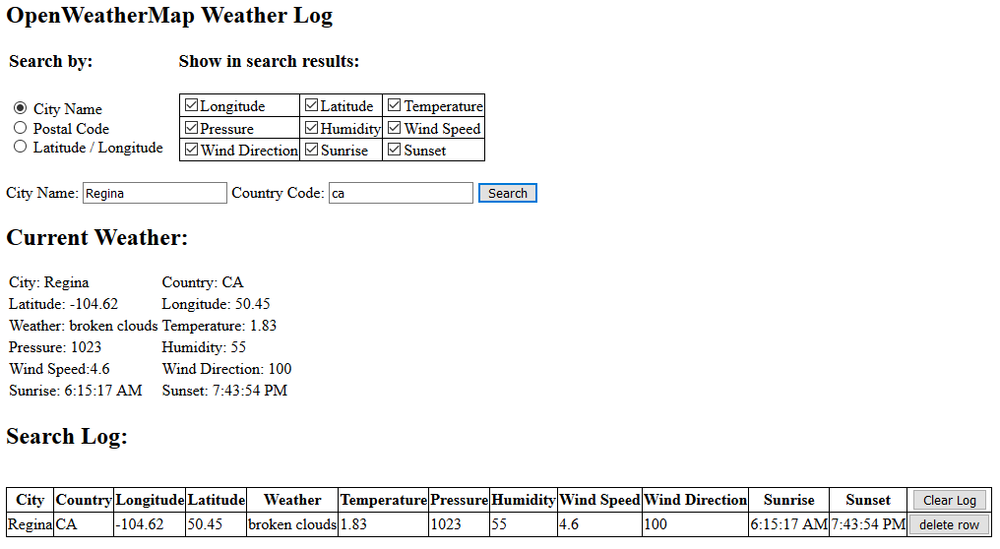 OpenWeatherMap Weather Log
Search by: Show in search results:
City Name
Postal Code
Latitude / Longitude
Longitude Latitude Temperature
Pressure Humidity Wind Speed
Wind Direction Sunrise Sunset
City Name: Regina Country Code: ca Search
Current Weather:
City: Regina Country: CA
Latitude: -104.62 Longitude: 50.45
Weather: broken clouds Temperature: 1.83
Pressure: 1023 Humidity: 55
Wind Speed:4.6 Wind Direction: 100
Sunrise: 6:15:17 AM Sunset: 7:43:54 PM
Search Log:
City Country Longitude Latitude Weather Temperature Pressure Humidity Wind Speed Wind Direction Sunrise Sunset Clear Log
Regina CA -104.62 50.45 broken clouds 1.83 1023 55 4.6 100 6:15:17 AM 7:43:54 PM delete row